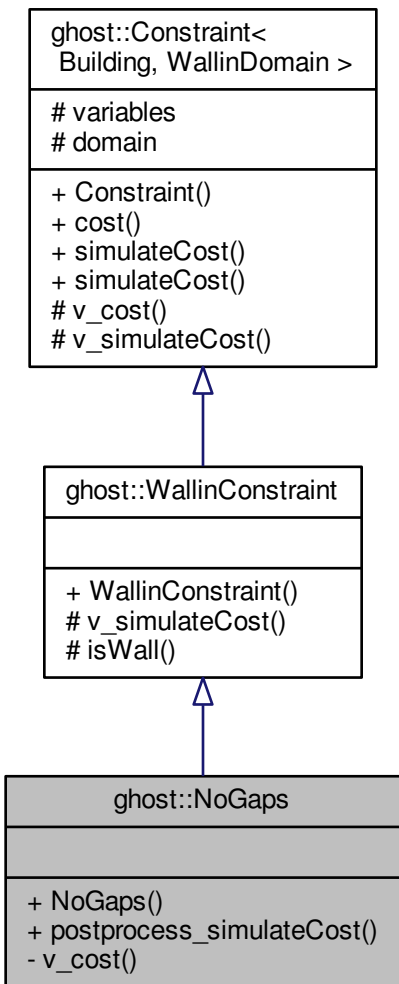 ghost::Constraint<
Building, WallinDomain >
# variables
# domain
+ Constraint()
+ cost()
+ simulateCost()
+ simulateCost()
# v_cost()
# v_simulateCost()
ghost::WallinConstraint
+ WallinConstraint()
# v_simulateCost()
# isWall()
ghost::NoGaps
+ NoGaps()
+ postprocess_simulateCost()
- v_cost()